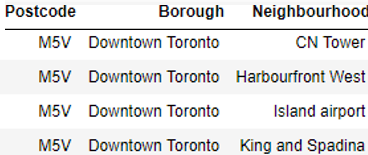 Postcode Borough Neighbourhood
M5V Downtown Toronto CN Tower
M5V Downtown Toronto Harbourfront West
M5V Downtown Toronto Island airport
M5V Downtown Toronto King and Spadina